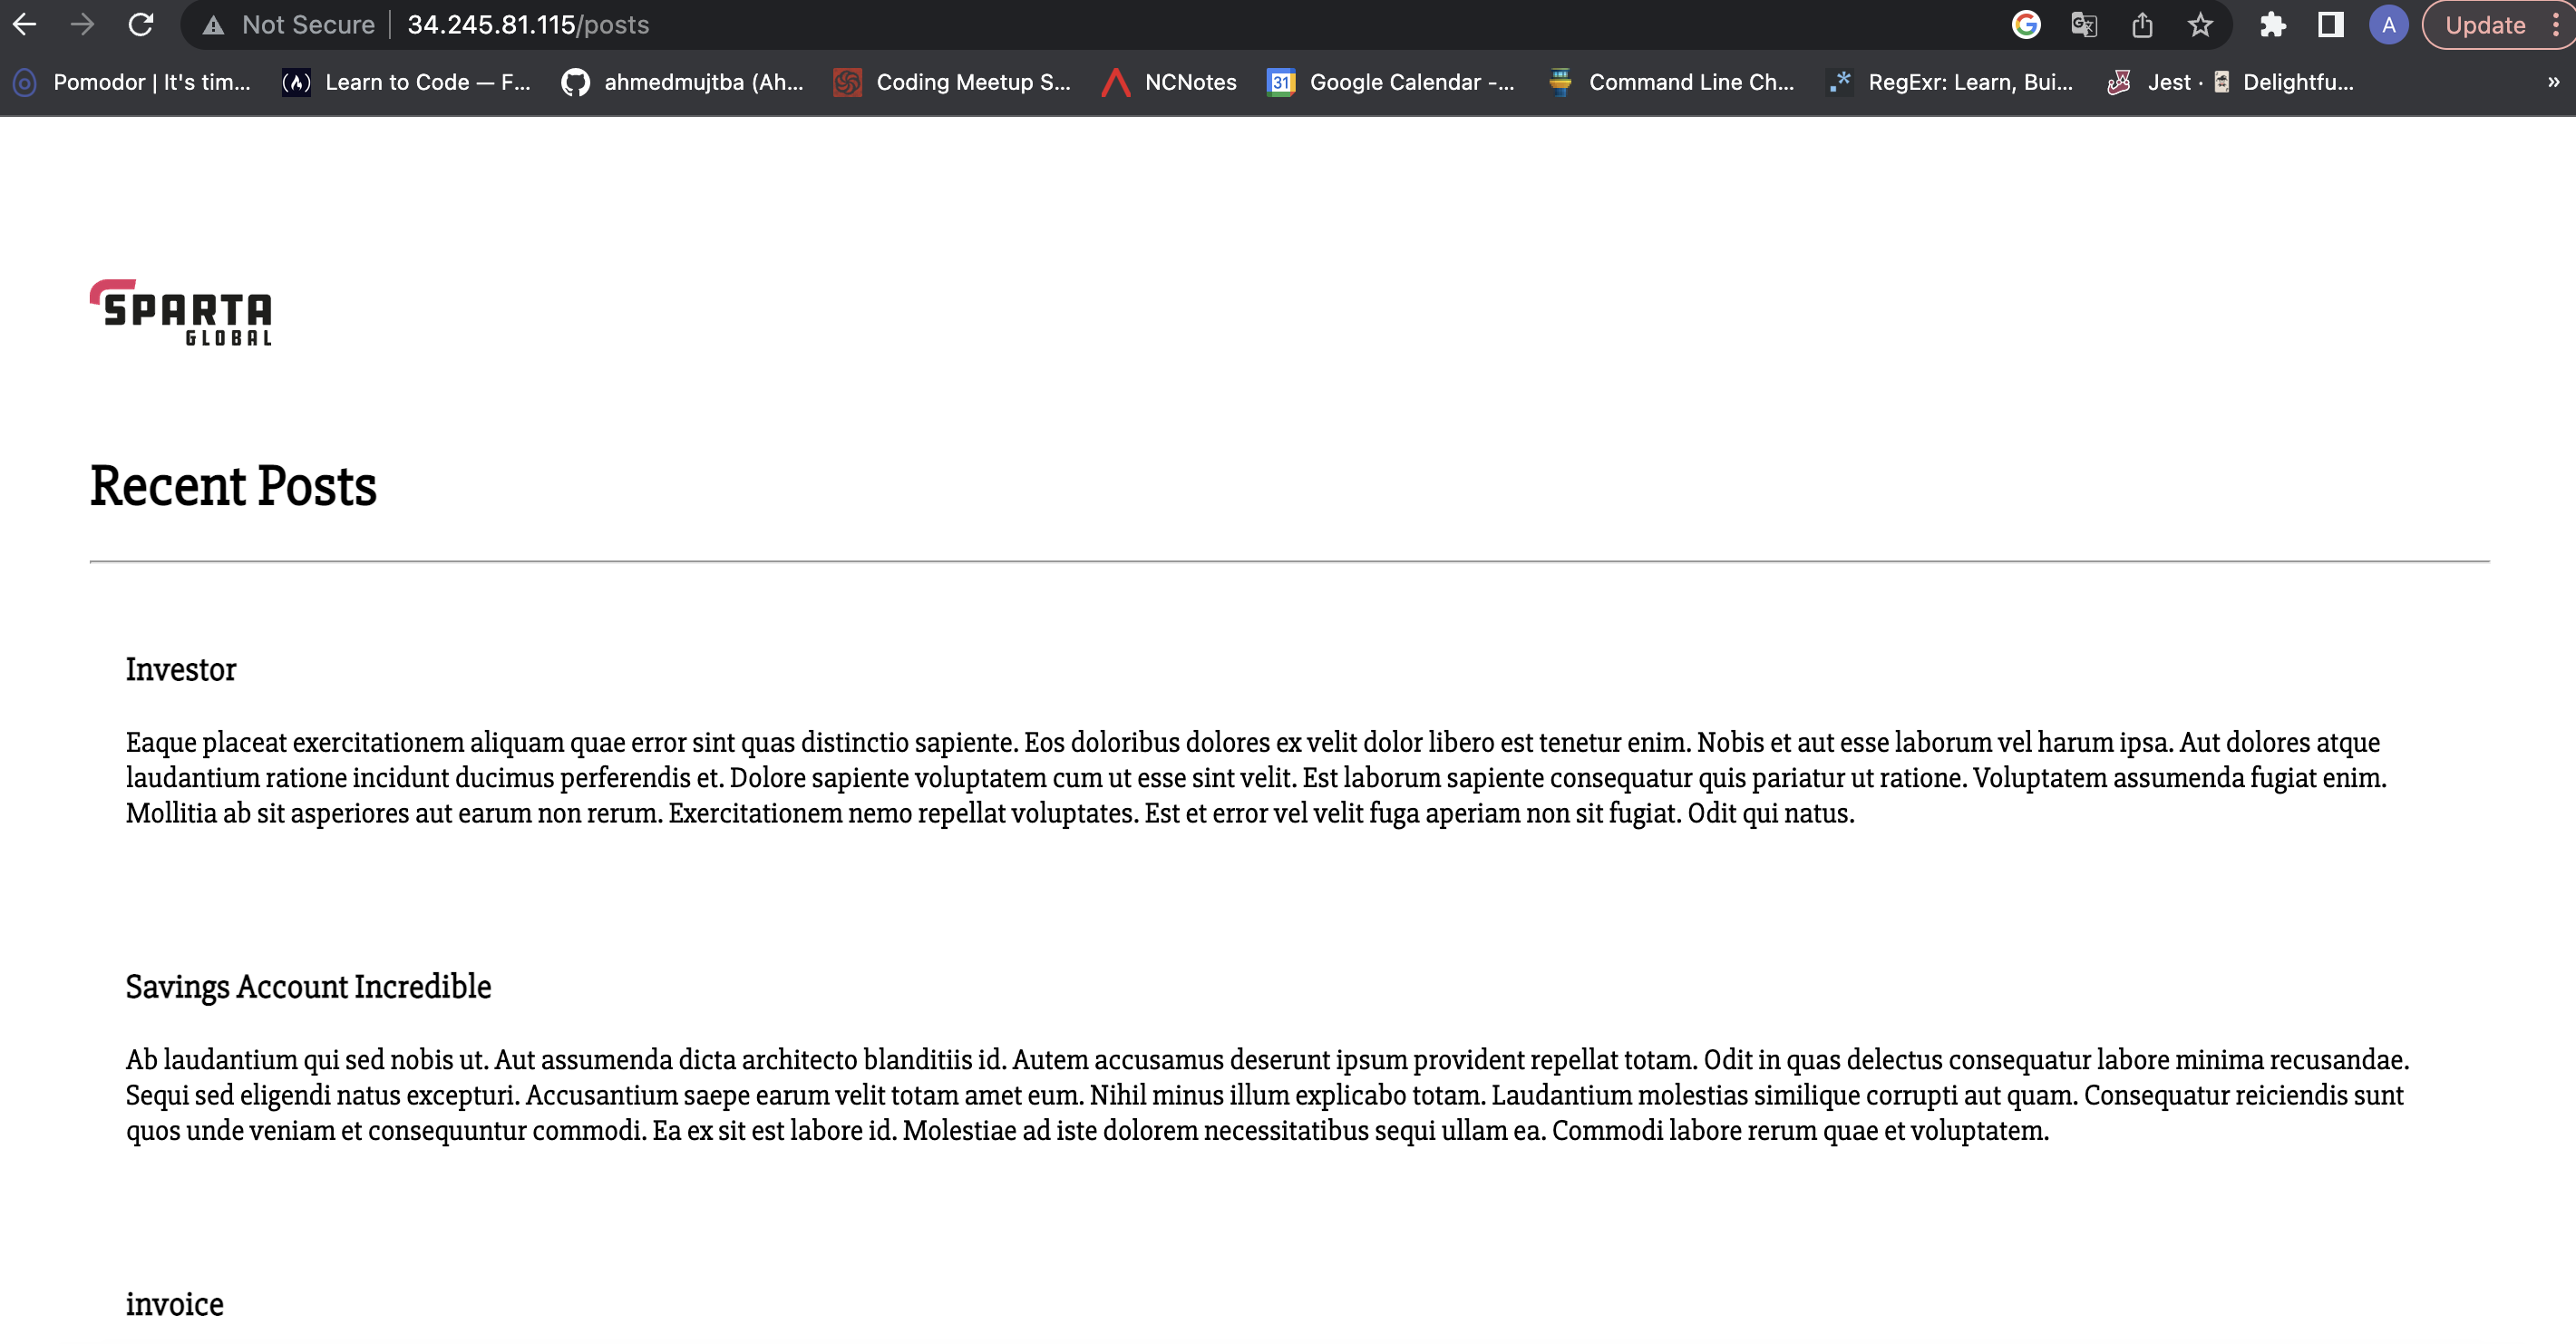 Not Secure | 34.245.81.115/posts
A
Update
Pomodor | It's tim...
Learn to Code — F...
ahmedmujtba (Ah...
Coding Meetup S...
NCNotes
31 Google Calendar -...
Command Line Ch...
RegExr: Learn, Bui...
Jest · Delightfu...
»
SPARTA
GLOBAL
Recent Posts
Investor
Eaque placeat exercitationem aliquam quae error sint quas distinctio sapiente. Eos doloribus dolores ex velit dolor libero est tenetur enim. Nobis et aut esse laborum vel harum ipsa. Aut dolores atque
laudantium ratione incidunt ducimus perferendis et. Dolore sapiente voluptatem cum ut esse sint velit. Est laborum sapiente consequatur quis pariatur ut ratione. Voluptatem assumenda fugiat enim.
Mollitia ab sit asperiores aut earum non rerum. Exercitationem nemo repellat voluptates. Est et error vel velit fuga aperiam non sit fugiat. Odit qui natus.
Savings Account Incredible
Ab laudantium qui sed nobis ut. Aut assumenda dicta architecto blanditiis id. Autem accusamus deserunt ipsum provident repellat totam. Odit in quas delectus consequatur labore minima recusandae.
Sequi sed eligendi natus excepturi. Accusantium saepe earum velit totam amet eum. Nihil minus illum explicabo totam. Laudantium molestias similique corrupti aut quam. Consequatur reiciendis sunt
quos unde veniam et consequuntur commodi. Ea ex sit est labore id. Molestiae ad iste dolorem necessitatibus sequi ullam ea. Commodi labore rerum quae et voluptatem.
invoice